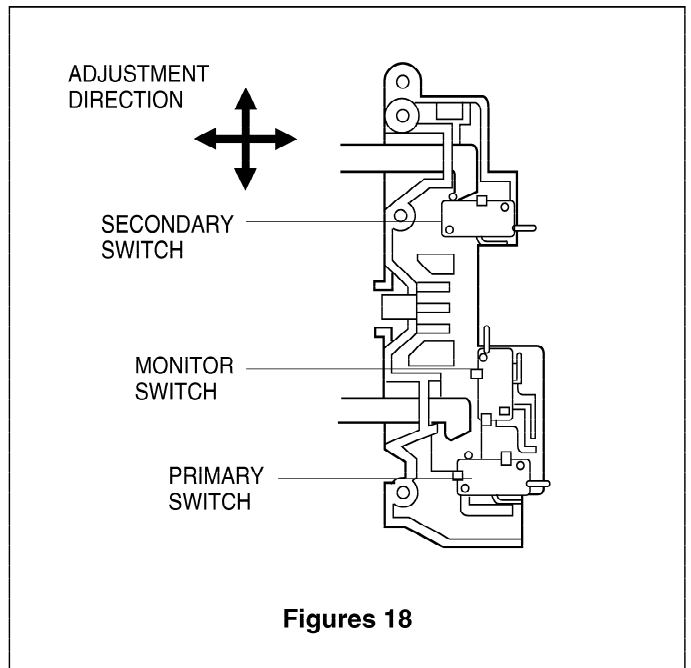 ADJUSTMENT
DIRECTION
SECONDARY
SWITCH
MONITOR
SWITCH
PRIMARY
SWITCH
Figures 18